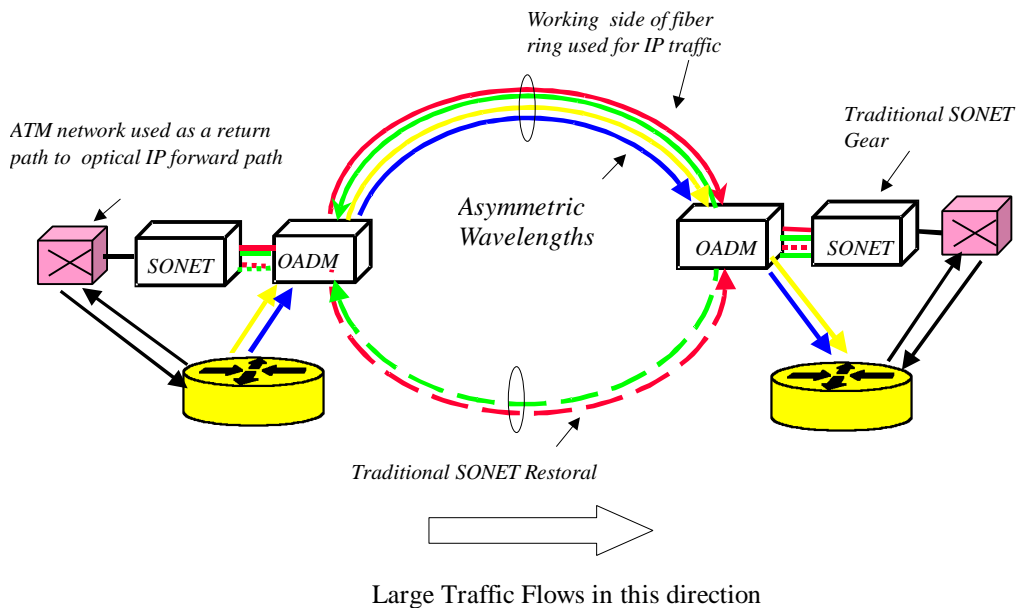 Working side of fiber
ring used for IP traffic
ATM network used as a return
path to optical IP forward path
Traditional SONET
Gear
Asymmetric
Wavelengths
SONET
OADM
OADM
SONET
Traditional SONET Restoral
Large Traffic Flows in this direction